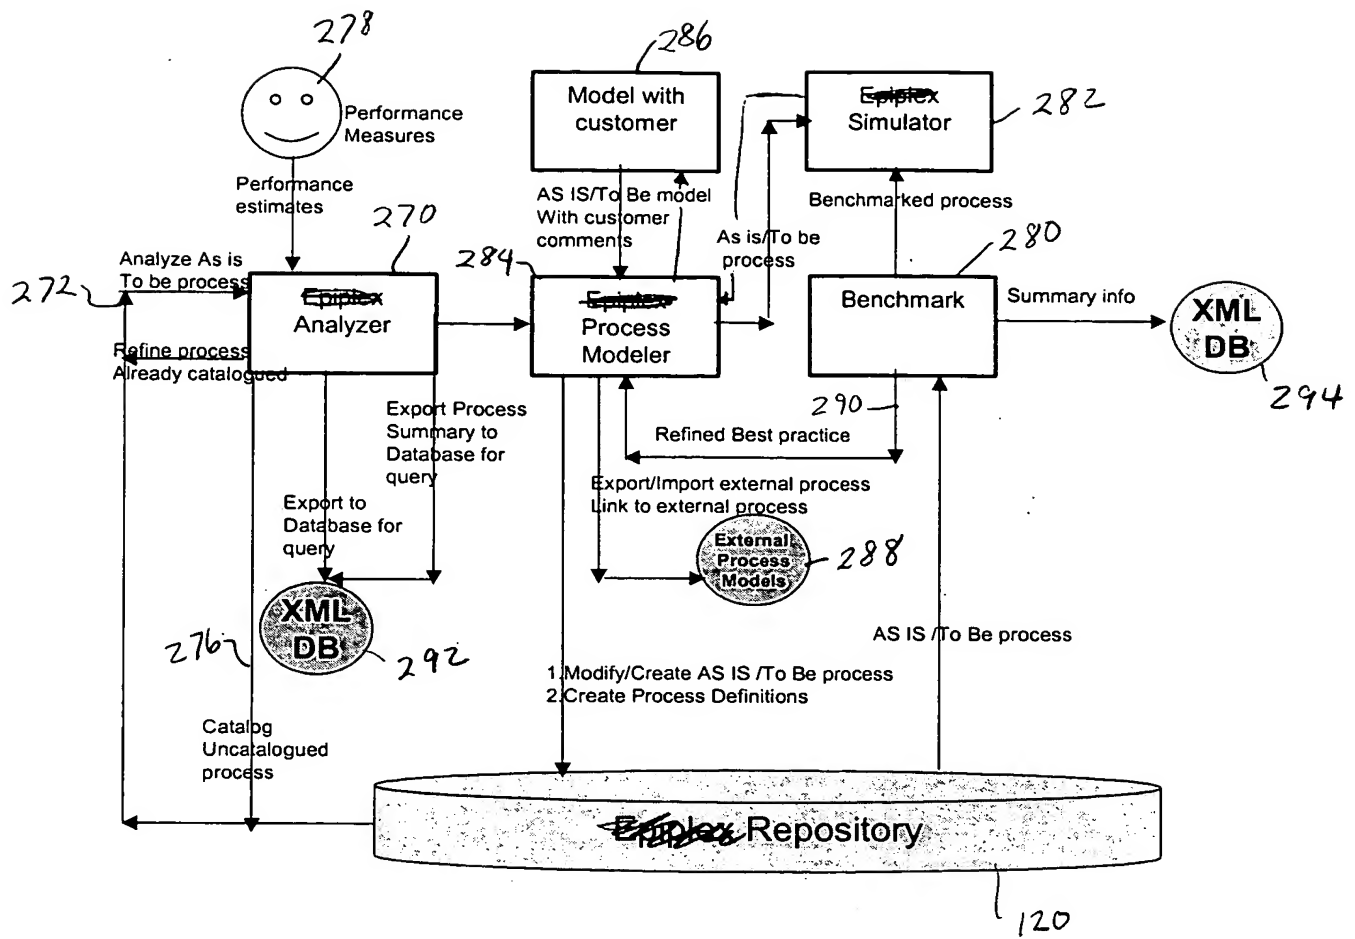 278
286
Performance
Measures
Model with
customer
Epiplex
Simulator
282
Performance
estimates
270
AS IS/To Be model
With customer
comments
Benchmarked process
As is/To be
process
280
284
Analyze As is
To be process
272
Epiplex
Analyzer
Epiplex
Process
Modeler
Benchmark
Summary info
XML
DB
294
Refine process
Already catalogued
290
Export Process
Summary to
Database for
query
Refined Best practice
Export/Import external process
Link to external process
Export to
Database for
query
External
Process
Models
288
XML
DB
292
276
AS IS /To Be process
1.Modify/Create AS IS /To Be process
2.Create Process Definitions
Catalog
Uncatalogued
process
Epiplex Repository
120